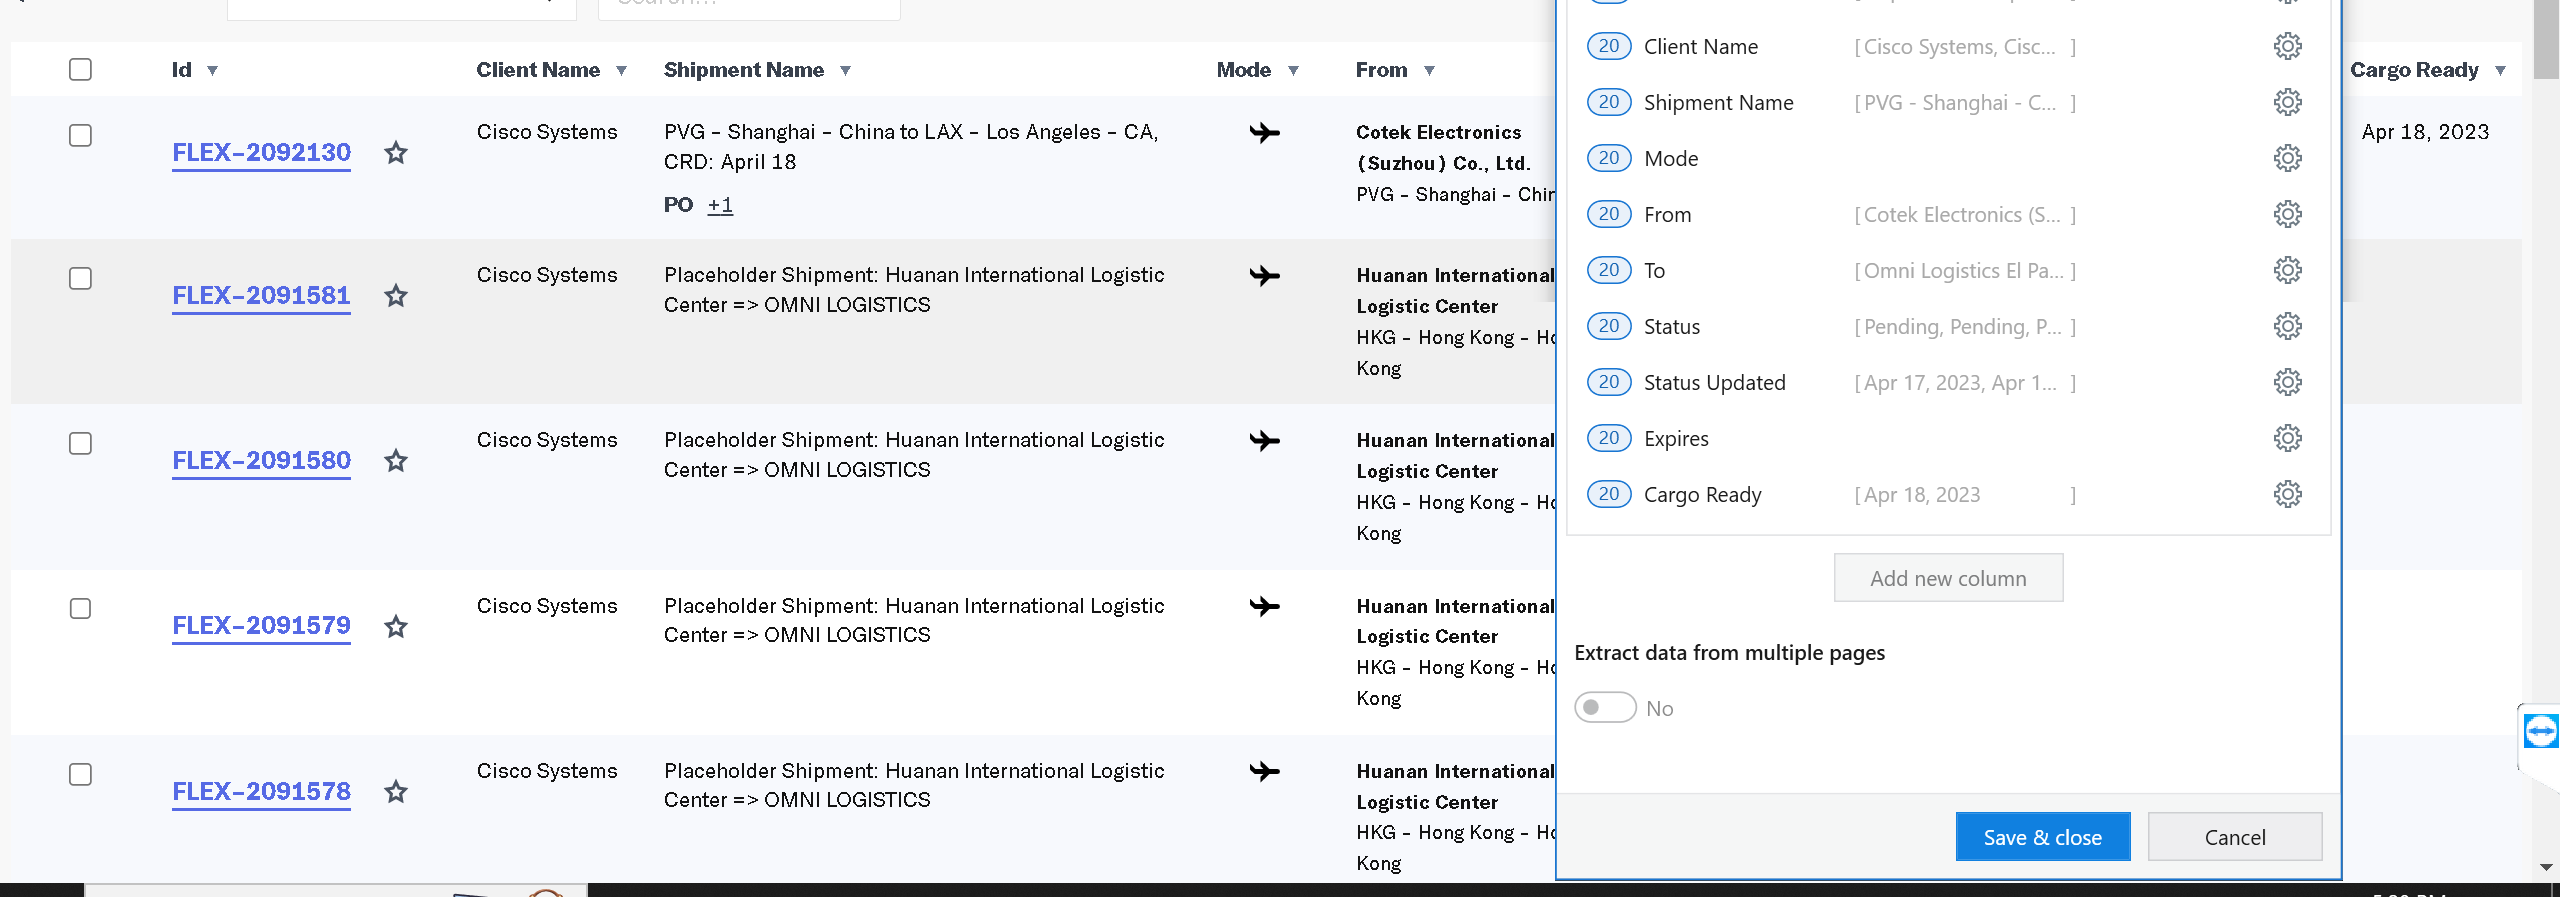 Id
Client Name
Shipment Name
Mode
From
Cargo Ready
FLEX-2092130
Cisco Systems
PVG - Shanghai - China to LAX - Los Angeles - CA,
CRD: April 18
PO +1
Cotek Electronics
(Suzhou) Co., Ltd.
PVG - Shanghai - Chin
Apr 18, 2023
FLEX-2091581
Cisco Systems
Placeholder Shipment: Huanan International Logistic
Center => OMNI LOGISTICS
Huanan International
Logistic Center
HKG - Hong Kong - Ho
Kong
FLEX-2091580
Cisco Systems
Placeholder Shipment: Huanan International Logistic
Center => OMNI LOGISTICS
Huanan International
Logistic Center
HKG - Hong Kong - Ho
Kong
FLEX-2091579
Cisco Systems
Placeholder Shipment: Huanan International Logistic
Center => OMNI LOGISTICS
Huanan International
Logistic Center
HKG - Hong Kong - Ho
Kong
FLEX-2091578
Cisco Systems
Placeholder Shipment: Huanan International Logistic
Center => OMNI LOGISTICS
Huanan International
Logistic Center
HKG - Hong Kong - Ho
Kong
20 Client Name [Cisco Systems, Cisc... ]
20 Shipment Name [PVG - Shanghai - C... ]
20 Mode
20 From [Cotek Electronics (S... ]
20 To [Omni Logistics El Pa... ]
20 Status [Pending, Pending, P... ]
20 Status Updated [Apr 17, 2023, Apr 1... ]
20 Expires
20 Cargo Ready [Apr 18, 2023 ]
Add new column
Extract data from multiple pages
No
Save & close
Cancel